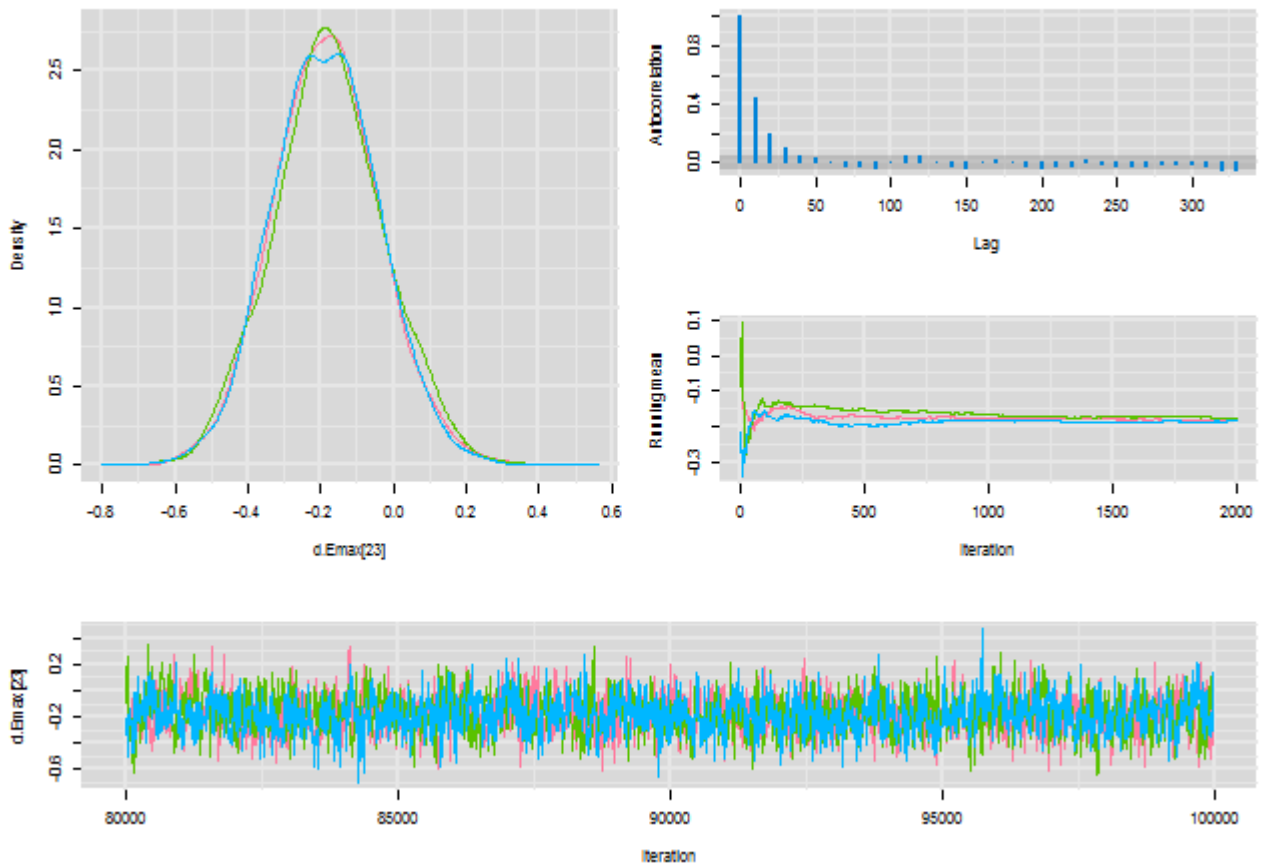 Density
2.5
2.0
1.5
1.0
0.5
0.0
-0.8 -0.6 -0.4 -0.2 0.0 0.2 0.4 0.6
d.Emax[23]
Autocorrelation
0.8
0.4
0.0
0 50 100 150 200 250 300
Lag
Running mean
0.1
0.0
-0.1
-0.3
0 500 1000 1500 2000
Iteration
d.Emax[23]
0.2
-0.2
-0.6
80000 85000 90000 95000 100000
Iteration